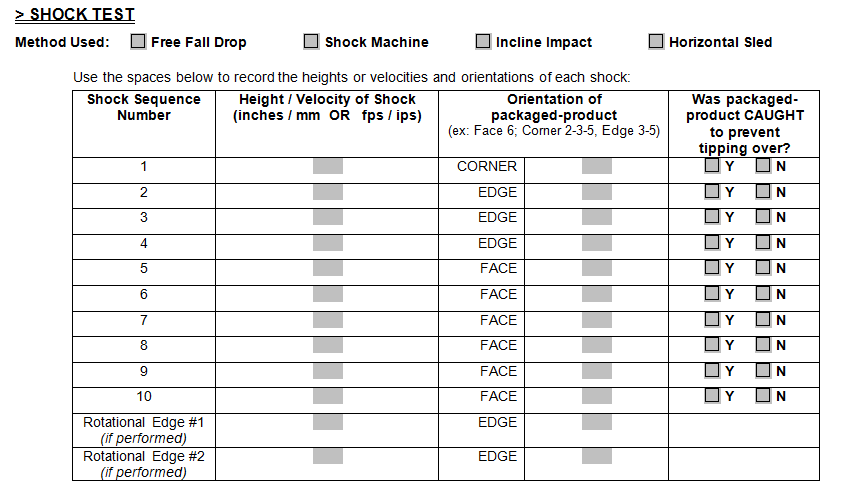 > SHOCK TEST
Method Used: Free Fall Drop Shock Machine Incline Impact Horizontal Sled
Use the spaces below to record the heights or velocities and orientations of each shock:
Shock Sequence Number
Height / Velocity of Shock (inches / mm OR fps / ips)
Orientation of packaged-product (ex: Face 6; Corner 2-3-5, Edge 3-5)
Was packaged-product CAUGHT to prevent tipping over?
1 CORNER Y N
2 EDGE Y N
3 EDGE Y N
4 EDGE Y N
5 FACE Y N
6 FACE Y N
7 FACE Y N
8 FACE Y N
9 FACE Y N
10 FACE Y N
Rotational Edge #1 EDGE
(if performed)
Rotational Edge #2 EDGE
(if performed)